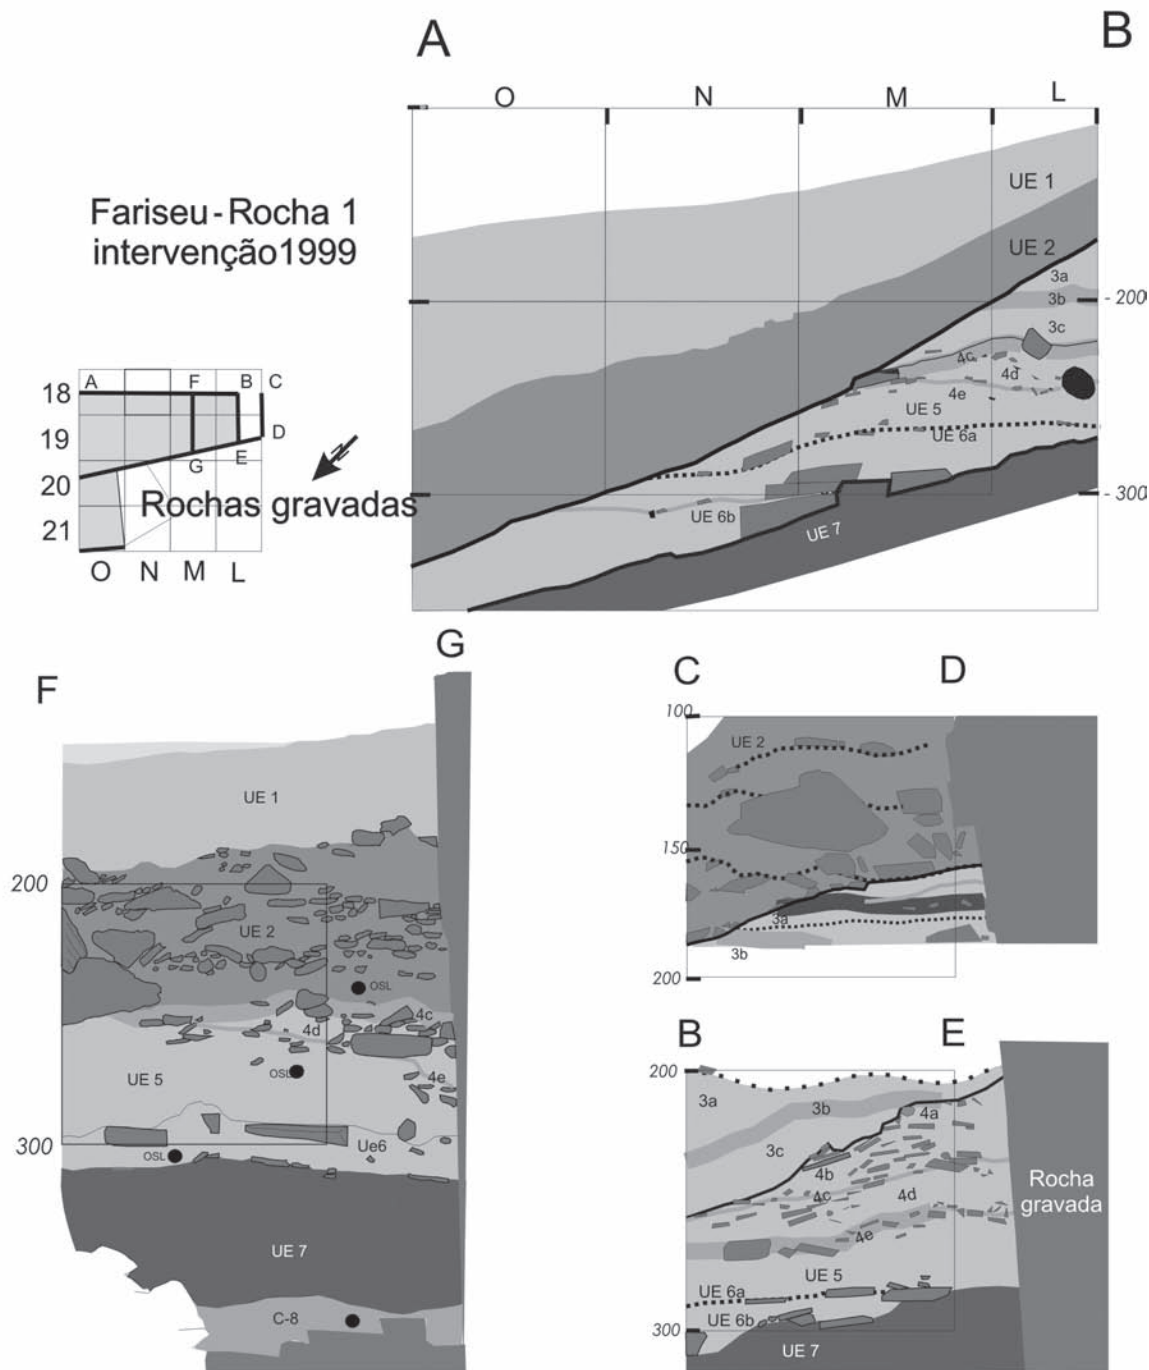 A B
O N M L
Fariseu - Rocha 1
intervenção1999
UE 1
UE 2
3a
3b
- 200
3c
4c
4d
4e
UE 5
UE 6a
- 300
UE 6b
UE 7
A F B C
18
19
D
G E
20
Rochas gravadas
21
O N M L
F G
UE 1
200
UE 2
OSL
4c
4d
OSL
UE 5
4e
300
Ue6
OSL
UE 7
C-8
C D
100
UE 2
150
3a
3b
200
B E
200
3a
3b
4a
3c
4b
4c
4d
4e
Rocha
gravada
UE 5
UE 6a
UE 6b
300
UE 7